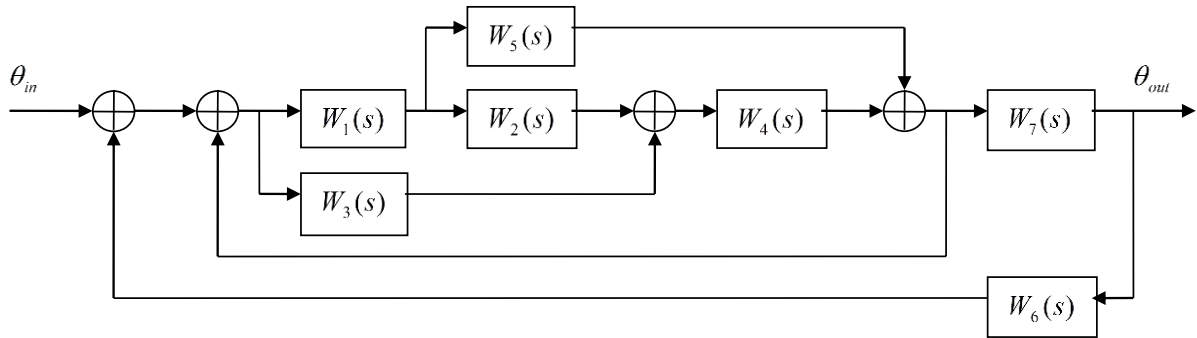 W₅(s)
θᵢₙ
θₒᵤₜ
W₁(s)
W₂(s)
W₄(s)
W₇(s)
W₃(s)
W₆(s)